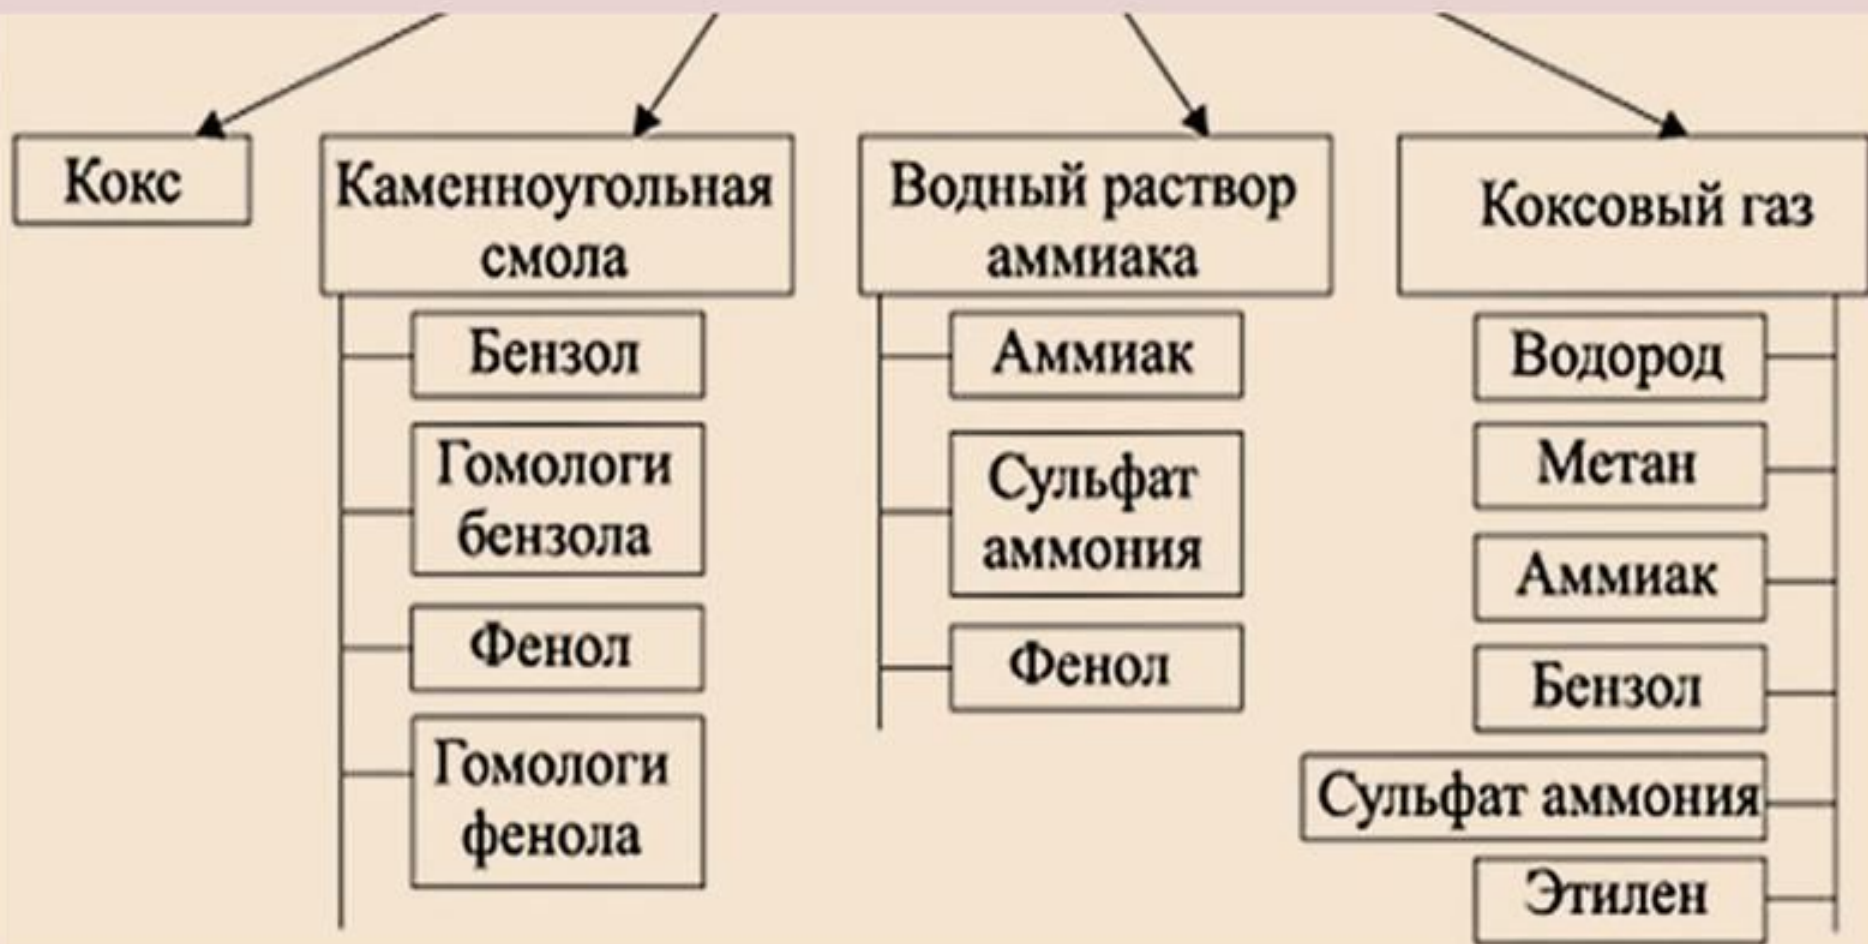 Кокс
Каменноугольная
смола
Бензол
Гомологи
бензола
Фенол
Гомологи
фенола
Водный раствор
аммиака
Аммиак
Сульфат
аммония
Фенол
Коксовый газ
Водород
Метан
Аммиак
Бензол
Сульфат аммония
Этилен